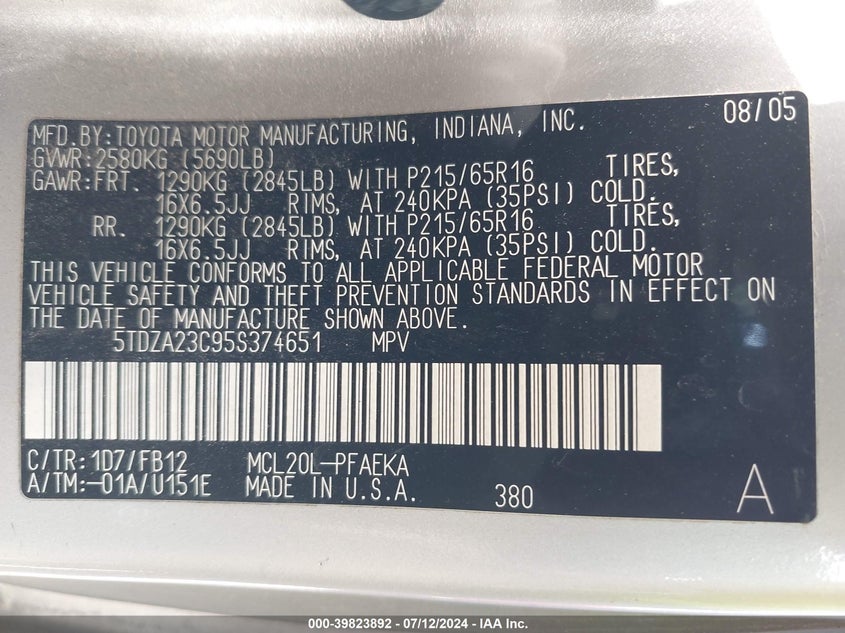 08/05
MFD.BY:TOYOTA MOTOR MANUFACTURING, INDIANA, INC.
GVWR:2580KG (5690LB)
GAWR:FRT. 1290KG (2845LB) WITH P215/65R16 TIRES,
16X6.5JJ RIMS, AT 240KPA (35PSI) COLD.
RR. 1290KG (2845LB) WITH P215/65R16 TIRES,
16X6.5JJ RIMS, AT 240KPA (35PSI) COLD.
THIS VEHICLE CONFORMS TO ALL APPLICABLE FEDERAL MOTOR
VEHICLE SAFETY AND THEFT PREVENTION STANDARDS IN EFFECT ON
THE DATE OF MANUFACTURE SHOWN ABOVE.
5TDZA23C95S374651 MPV
C/TR:1D7/FB12 MCL20L-PFAEKA
A/TM:-01A/U151E MADE IN U.S.A. 380 A
000-39823892 - 07/12/2024 - IAA Inc.